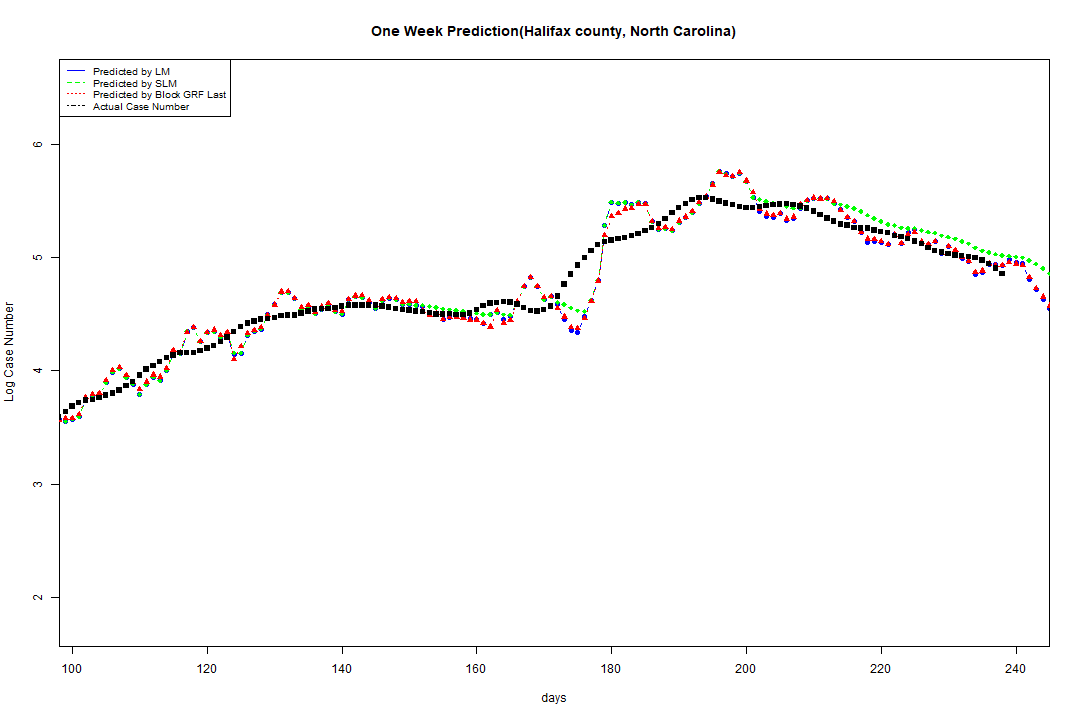 One Week Prediction(Halifax county, North Carolina)
Predicted by LM
Predicted by SLM
Predicted by Block GRF Last
Actual Case Number
Log Case Number
6
5
4
3
2
100 120 140 160 180 200 220 240
days